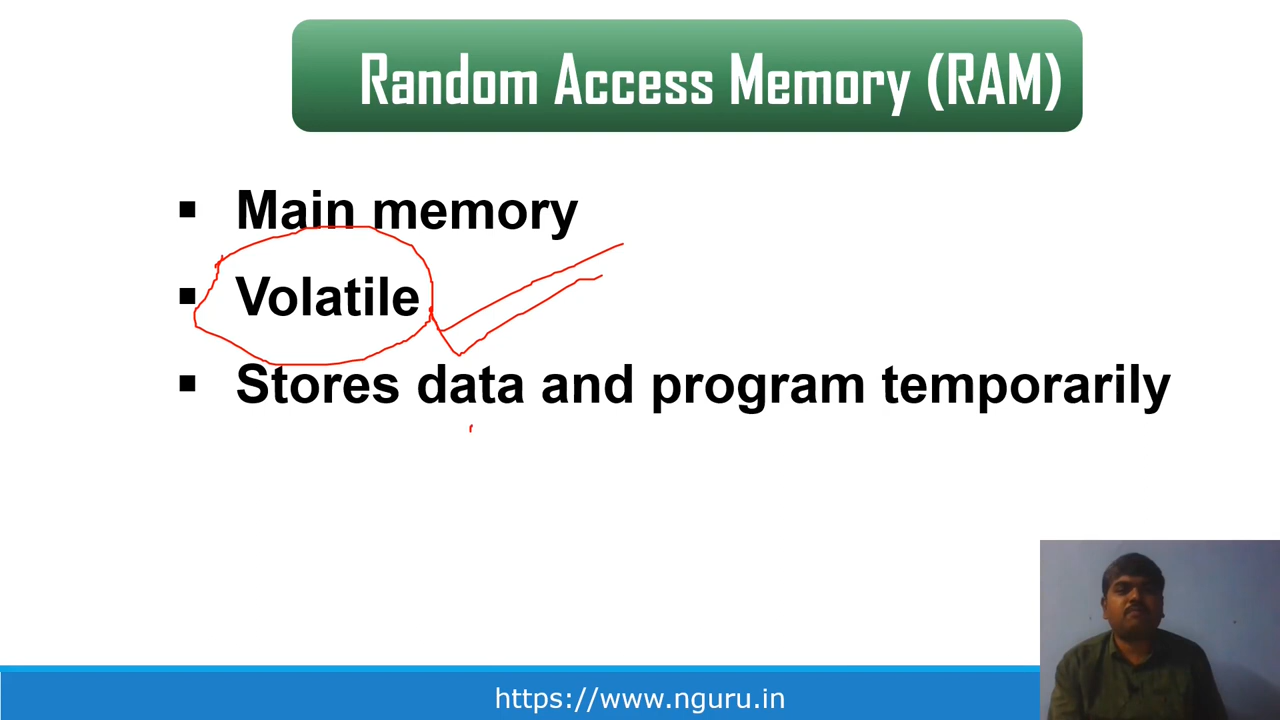 Random Access Memory (RAM)
▪ Main memory
▪ Volatile
▪ Stores data and program temporarily
https://www.nguru.in